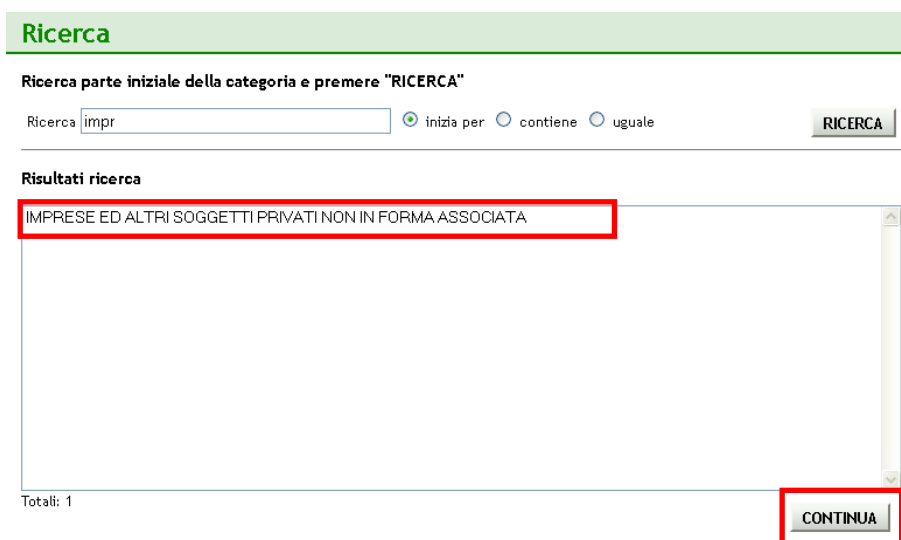 Ricerca
Ricerca parte iniziale della categoria e premere "RICERCA"
Ricerca impr inizia per contiene uguale RICERCA
Risultati ricerca
IMPRESE ED ALTRI SOGGETTI PRIVATI NON IN FORMA ASSOCIATA
Totali: 1
CONTINUA